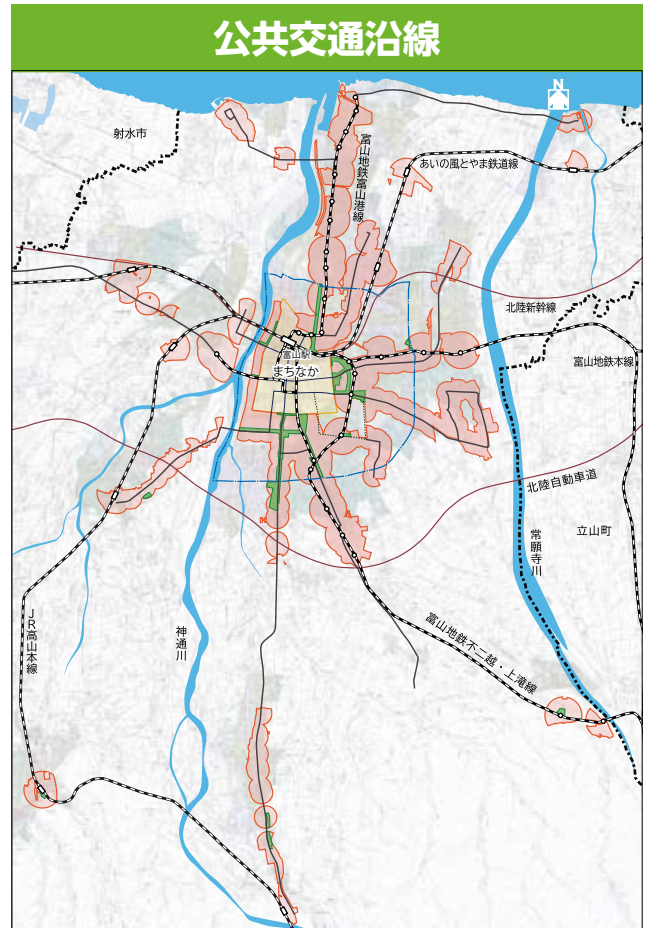 公共交通沿線
N
射水市
富山地鉄富山港線
あいの風とやま鉄道線
北陸新幹線
富山駅
まちなか
富山地鉄本線
北陸自動車道
常願寺川
立山町
JR高山本線
神通川
富山地鉄不二越・上滝線